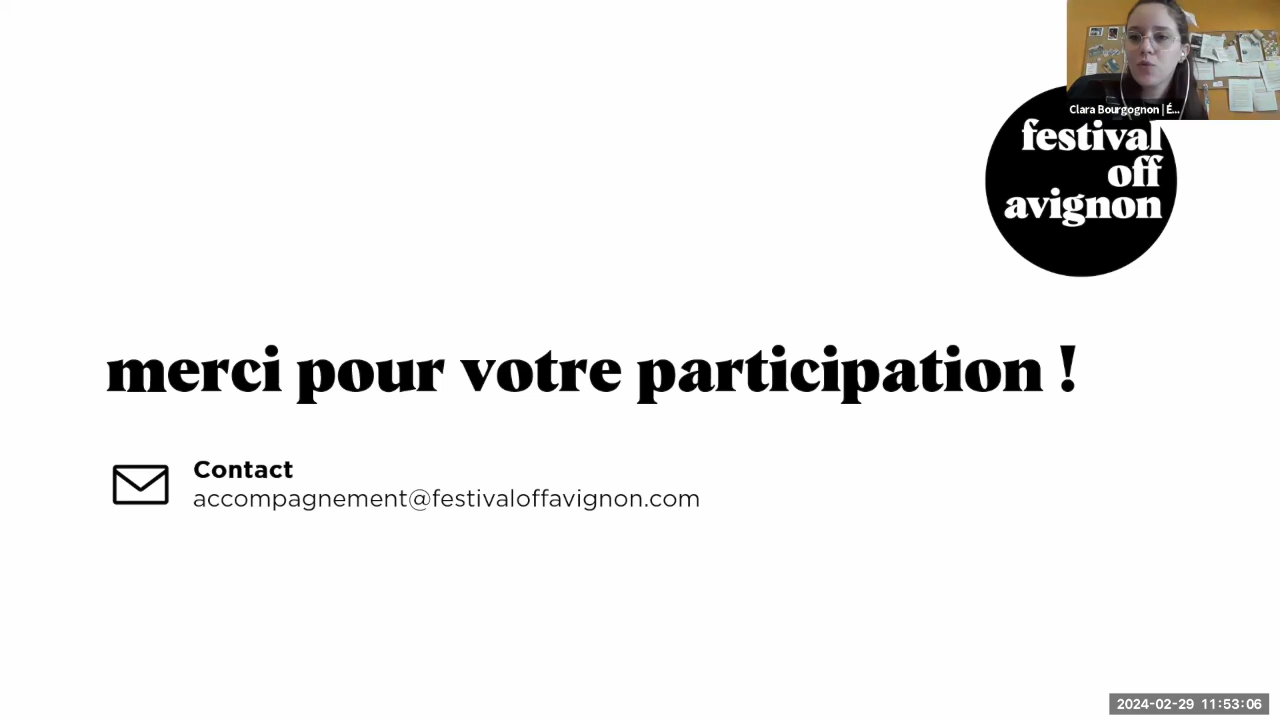 Clara Bourgognon | É...
festival
off
avignon
merci pour votre participation !
Contact
accompagnement@festivaloffavignon.com
2024-02-29 11:53:06